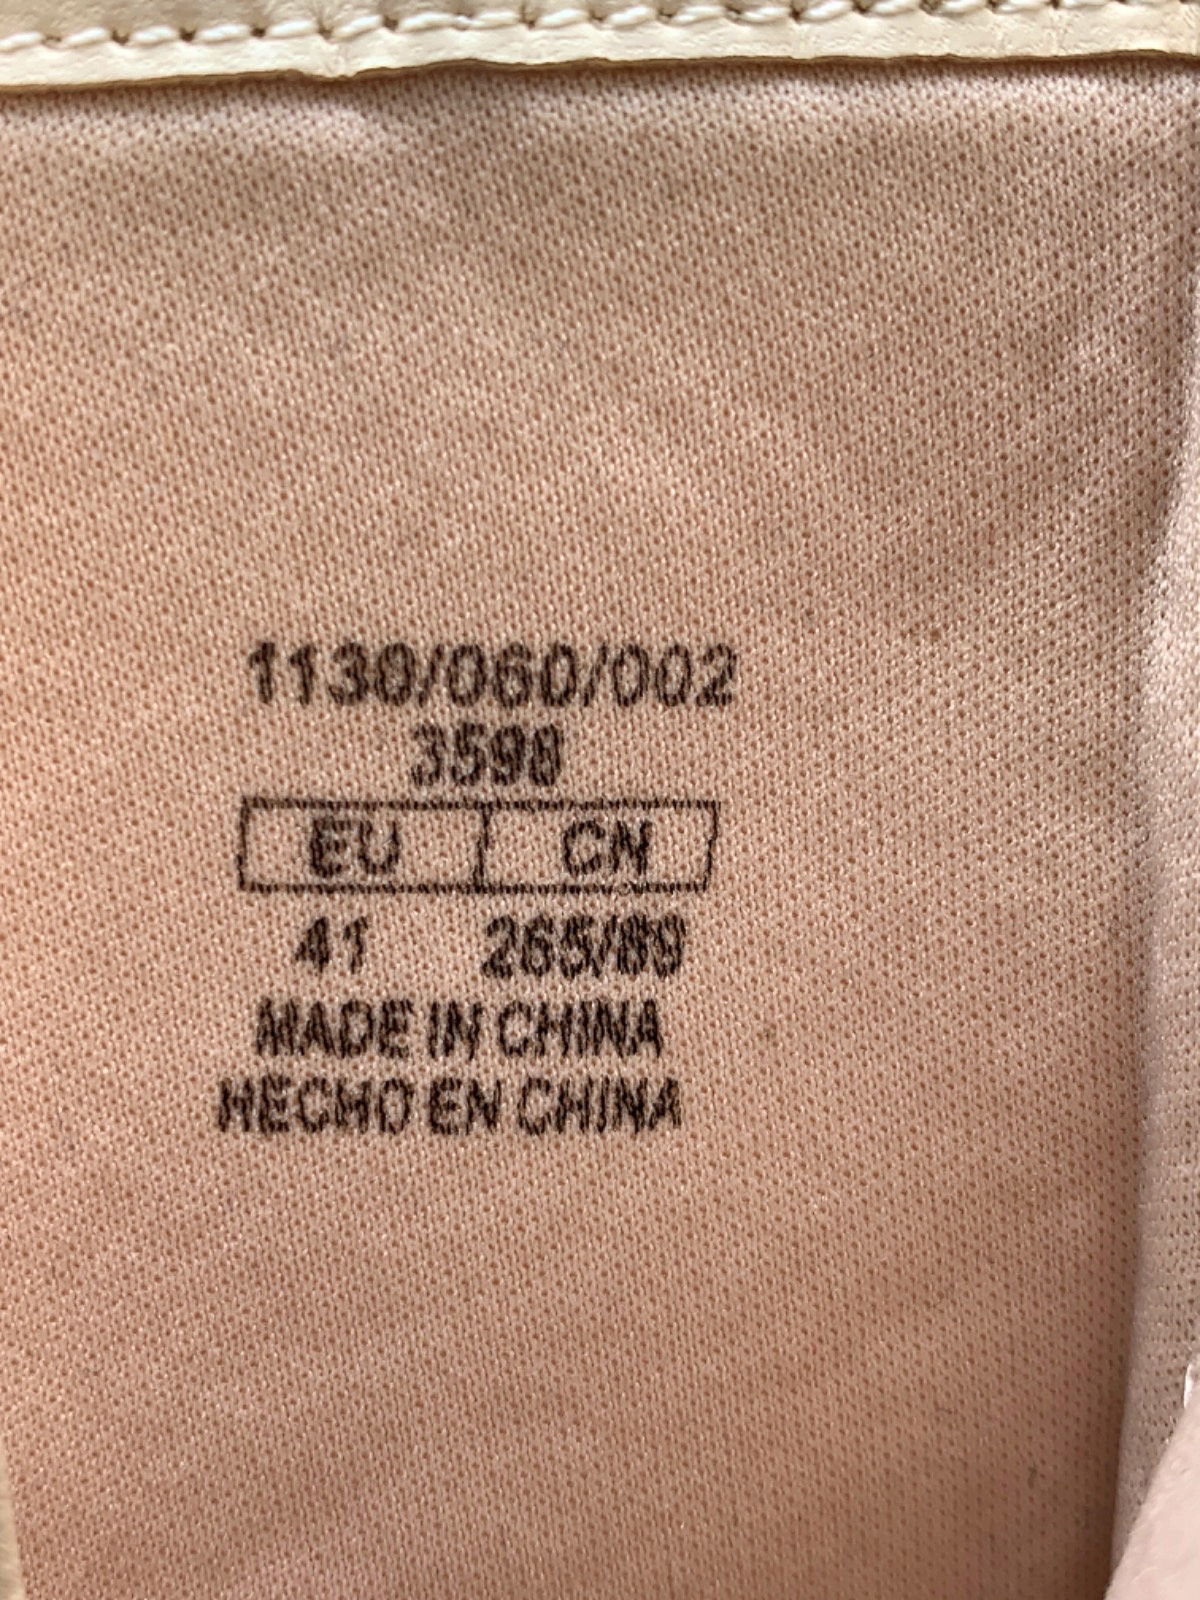 1130/060/002
3598
EU CN
41 265/89
MADE IN CHINA
HECHO EN CHINA